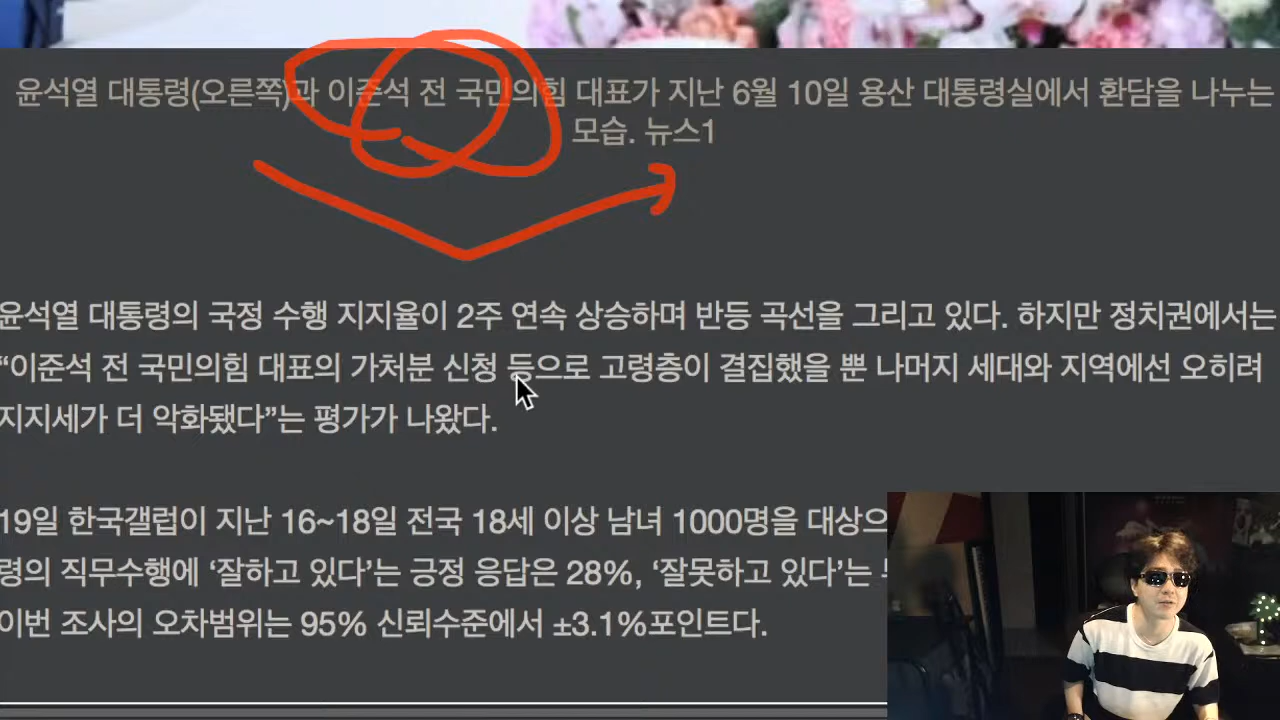 윤석열 대통령(오른쪽)과 이준석 전 국민의힘 대표가 지난 6월 10일 용산 대통령실에서 환담을 나누는
모습. 뉴스1
윤석열 대통령의 국정 수행 지지율이 2주 연속 상승하며 반등 곡선을 그리고 있다. 하지만 정치권에서는
“이준석 전 국민의힘 대표의 가처분 신청 등으로 고령층이 결집했을 뿐 나머지 세대와 지역에선 오히려
지지세가 더 악화됐다”는 평가가 나왔다.
19일 한국갤럽이 지난 16~18일 전국 18세 이상 남녀 1000명을 대상으
령의 직무수행에 ‘잘하고 있다’는 긍정 응답은 28%, ‘잘못하고 있다’는
이번 조사의 오차범위는 95% 신뢰수준에서 ±3.1%포인트다.